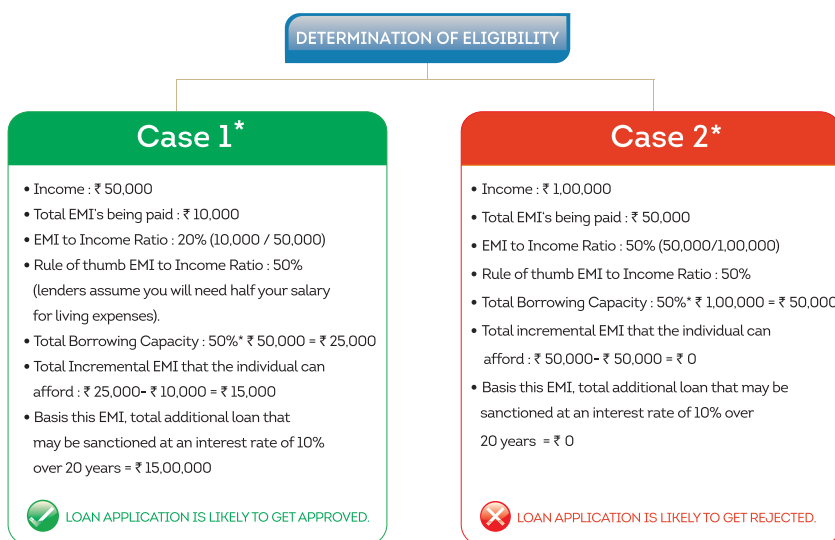 DETERMINATION OF ELIGIBILITY
Case 1*
• Income : ₹ 50,000
• Total EMI's being paid : ₹ 10,000
• EMI to Income Ratio : 20% (10,000 / 50,000)
• Rule of thumb EMI to Income Ratio : 50%
(lenders assume you will need half your salary
for living expenses).
• Total Borrowing Capacity : 50%* ₹ 50,000 = ₹ 25,000
• Total Incremental EMI that the individual can
afford : ₹ 25,000- ₹ 10,000 = ₹ 15,000
• Basis this EMI, total additional loan that
may be sanctioned at an interest rate of 10%
over 20 years = ₹ 15,00,000
LOAN APPLICATION IS LIKELY TO GET APPROVED.
Case 2*
• Income : ₹ 1,00,000
• Total EMI's being paid : ₹ 50,000
• EMI to Income Ratio : 50% (50,000/1,00,000)
• Rule of thumb EMI to Income Ratio : 50%
• Total Borrowing Capacity : 50%* ₹ 1,00,000 = ₹ 50,000
• Total incremental EMI that the individual can
afford : ₹ 50,000- ₹ 50,000 = ₹ 0
• Basis this EMI, total additional loan that may be
sanctioned at an interest rate of 10% over
20 years = ₹ 0
LOAN APPLICATION IS LIKELY TO GET REJECTED.